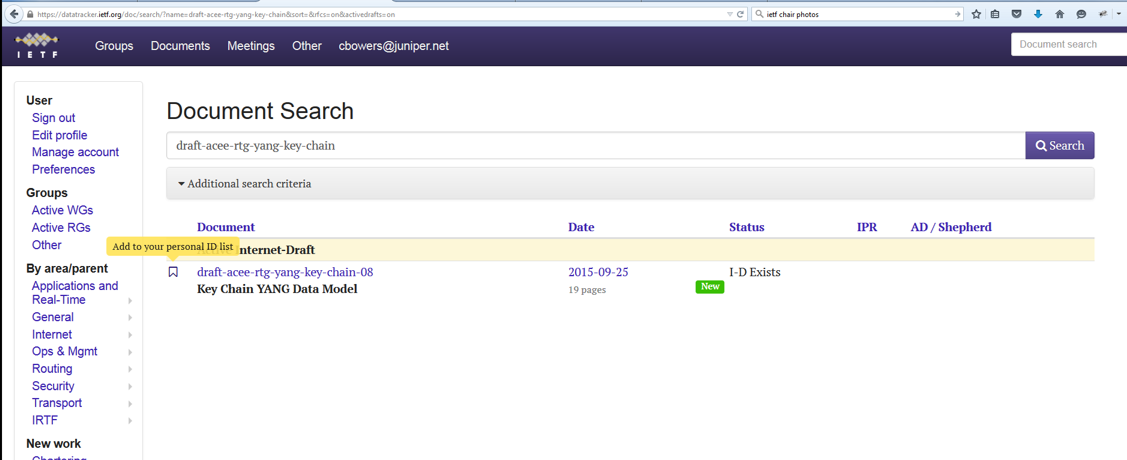 https://datatracker.ietf.org/doc/search/?name=draft-acee-rtg-yang-key-chain&sort=&rfcs=on&activedrafts=on
ietf chair photos
I E T F
Groups Documents Meetings Other cbowers@juniper.net
Document search
User
Sign out
Edit profile
Manage account
Preferences
Groups
Active WGs
Active RGs
Other
By area/parent
Applications and
Real-Time
General
Internet
Ops & Mgmt
Routing
Security
Transport
IRTF
New work
Document Search
draft-acee-rtg-yang-key-chain
Search
Additional search criteria
Document Date Status IPR AD / Shepherd
Add to your personal ID list
nternet-Draft
draft-acee-rtg-yang-key-chain-08 2015-09-25 I-D Exists
Key Chain YANG Data Model 19 pages New